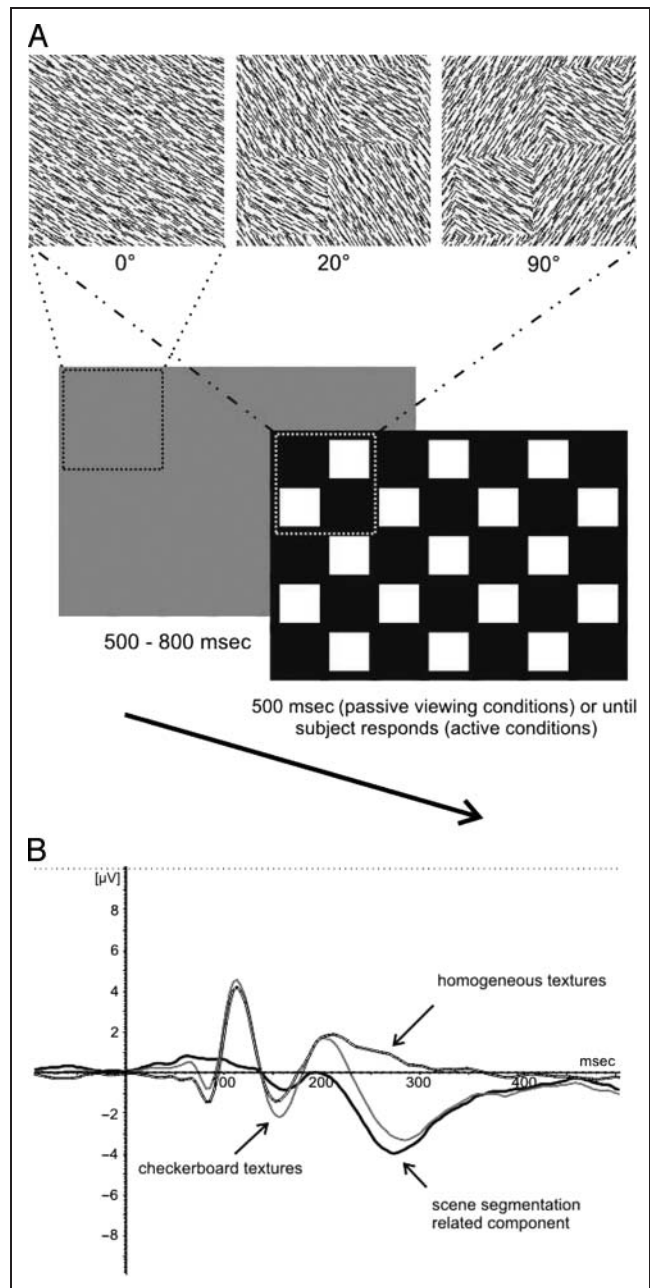 A
0° 20° 90°
500 - 800 msec
500 msec (passive viewing conditions) or until
subject responds (active conditions)
B
[µV]
8
6
4
2
homogeneous textures
msec
100 200 300 400
−2
−4
−6
−8
checkerboard textures
scene segmentation
related component